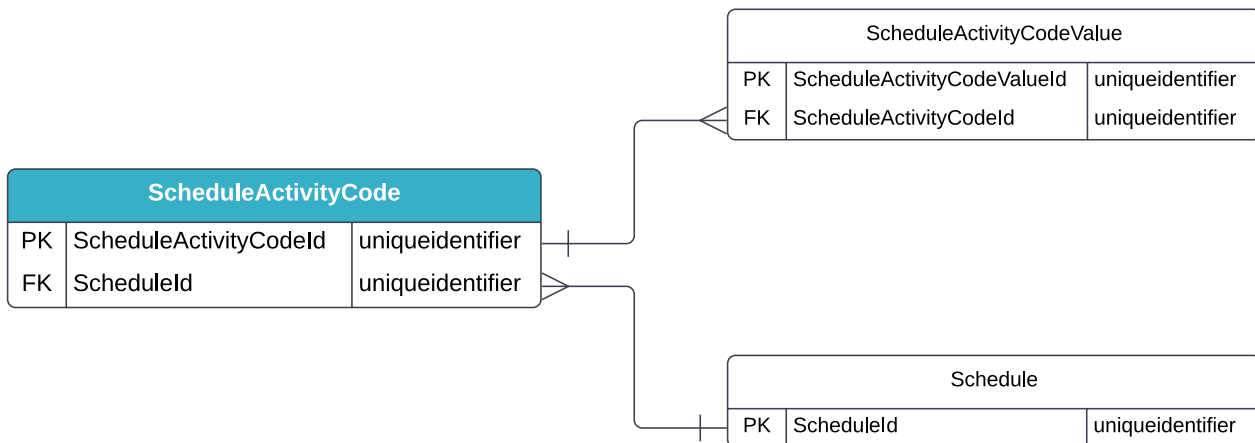 ScheduleActivityCodeValue
PK ScheduleActivityCodeValueId uniqueidentifier
FK ScheduleActivityCodeId uniqueidentifier
ScheduleActivityCode
PK ScheduleActivityCodeId uniqueidentifier
FK ScheduleId uniqueidentifier
Schedule
PK ScheduleId uniqueidentifier